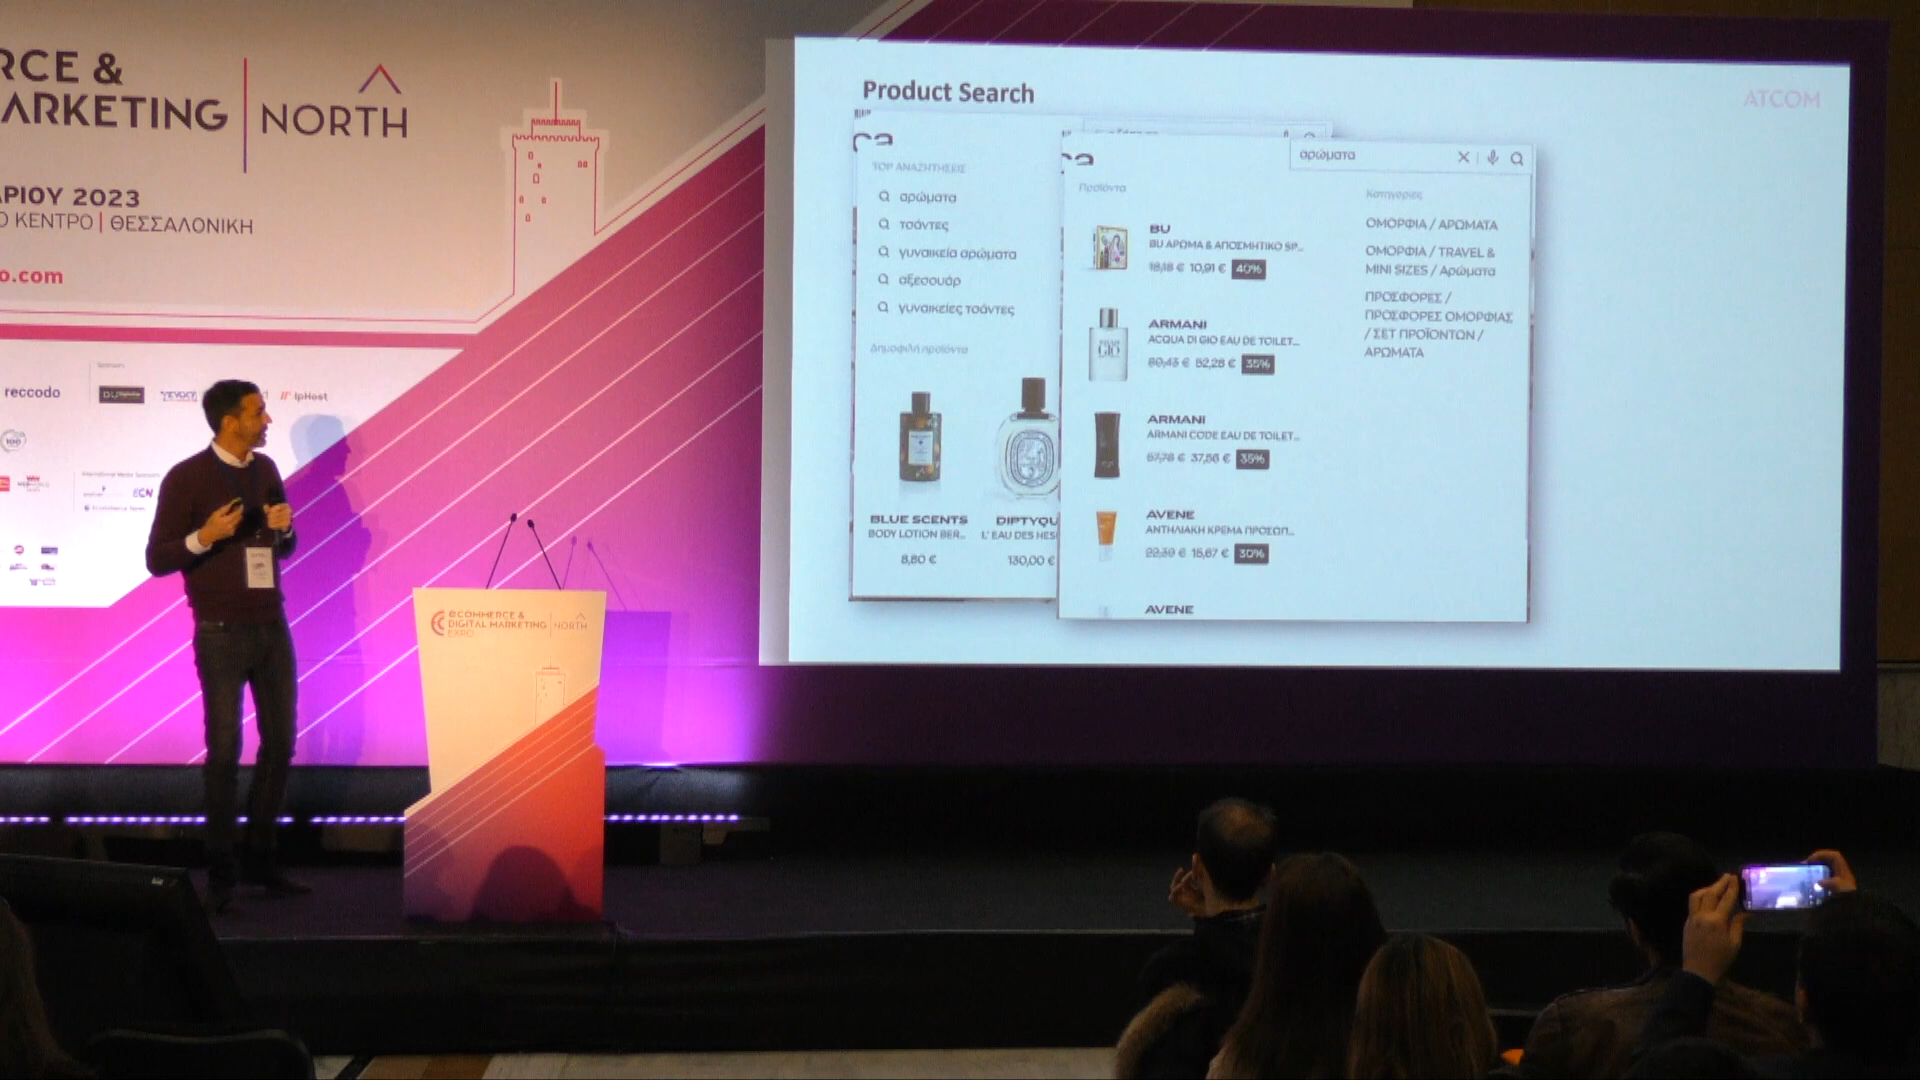 RCE &
ARKETING
NORTH
ΑΡΙΟΥ 2023
Ο ΚΕΝΤΡΟ | ΘΕΣΣΑΛΟΝΙΚΗ
o.com
reccodo
IpHost
ECN
eCOMMERCE &
DIGITAL MARKETING
EXPO
NORTH
Product Search
ATCOM
TOP ΑΝΑΖΗΤΗΣΕΙΣ
αρώματα
τσάντες
γυναικεία αρώματα
αξεσουάρ
γυναικείες τσάντες
Δημοφιλή προϊόντα
BLUE SCENTS
BODY LOTION BER...
8,80 €
DIPTYQU
L' EAU DES HES
130,00 €
αρώματα
Προϊόντα
BU
BU ΑΡΩΜΑ & ΑΠΟΣΜΗΤΙΚΟ SP...
18,18 € 10,91 € 40%
ARMANI
ACQUA DI GIO EAU DE TOILET...
80,43 € 52,28 € 35%
ARMANI
ARMANI CODE EAU DE TOILET...
57,78 € 37,56 € 35%
AVENE
ΑΝΤΗΛΙΑΚΗ ΚΡΕΜΑ ΠΡΟΣΩΠ...
22,39 € 15,67 € 30%
AVENE
Κατηγορίες
ΟΜΟΡΦΙΑ / ΑΡΩΜΑΤΑ
ΟΜΟΡΦΙΑ / TRAVEL &
MINI SIZES / Αρώματα
ΠΡΟΣΦΟΡΕΣ /
ΠΡΟΣΦΟΡΕΣ ΟΜΟΡΦΙΑΣ
/ ΣΕΤ ΠΡΟΪΟΝΤΩΝ /
ΑΡΩΜΑΤΑ